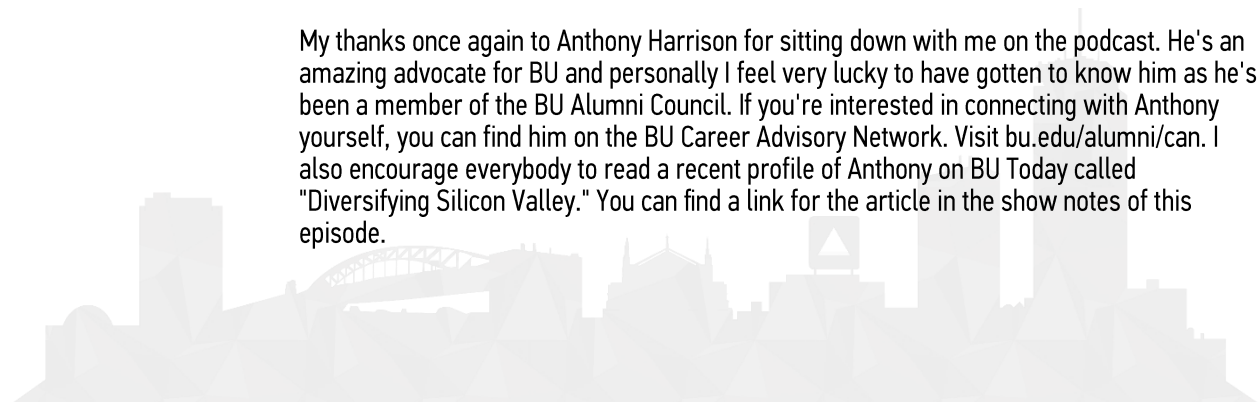 My thanks once again to Anthony Harrison for sitting down with me on the podcast. He's an
amazing advocate for BU and personally I feel very lucky to have gotten to know him as he's
been a member of the BU Alumni Council. If you're interested in connecting with Anthony
yourself, you can find him on the BU Career Advisory Network. Visit bu.edu/alumni/can. I
also encourage everybody to read a recent profile of Anthony on BU Today called
"Diversifying Silicon Valley." You can find a link for the article in the show notes of this
episode.